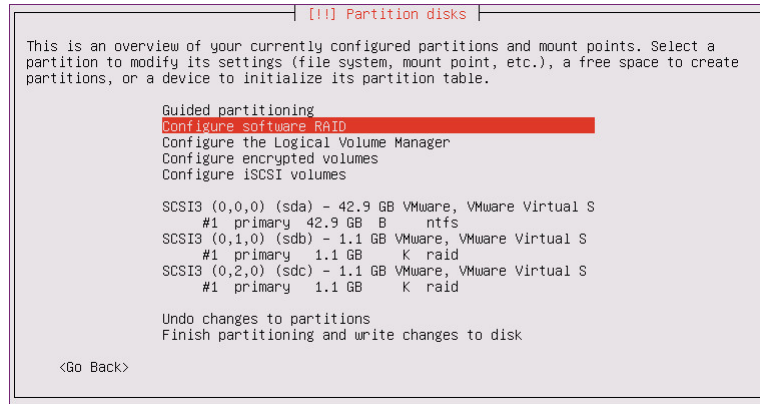 [!!] Partition disks
This is an overview of your currently configured partitions and mount points. Select a
partition to modify its settings (file system, mount point, etc.), a free space to create
partitions, or a device to initialize its partition table.
Guided partitioning
Configure software RAID
Configure the Logical Volume Manager
Configure encrypted volumes
Configure iSCSI volumes
SCSI3 (0,0,0) (sda) - 42.9 GB VMware, VMware Virtual S
#1 primary 42.9 GB B ntfs
SCSI3 (0,1,0) (sdb) - 1.1 GB VMware, VMware Virtual S
#1 primary 1.1 GB K raid
SCSI3 (0,2,0) (sdc) - 1.1 GB VMware, VMware Virtual S
#1 primary 1.1 GB K raid
Undo changes to partitions
Finish partitioning and write changes to disk
<Go Back>